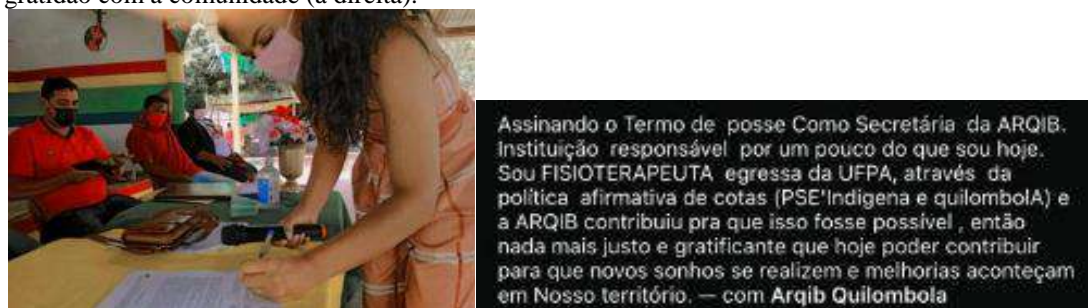 gratidão com a comunidade (à direita).
Assinando o Termo de posse Como Secretária da ARQIB.
Instituição responsável por um pouco do que sou hoje.
Sou FISIOTERAPEUTA egressa da UFPA, através da
política afirmativa de cotas (PSE'Indigena e quilombolA) e
a ARQIB contribuiu pra que isso fosse possível , então
nada mais justo e gratificante que hoje poder contribuir
para que novos sonhos se realizem e melhorias aconteçam
em Nosso território. — com Arqib Quilombola